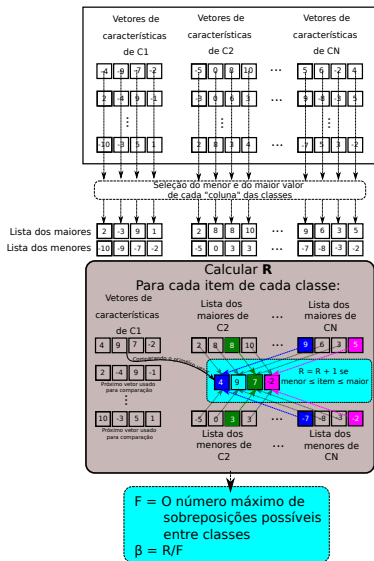 Vetores de características de C1
Vetores de características de C2
Vetores de características de CN
-4 -9 -7 -2
-5 0 8 10
...
5 6 -2 4
2 -4 9 -1
-3 0 6 3
9 -8 -3 5
...
-10 -3 5 1
2 8 3 4
...
-7 5 3 -2
Seleção do menor e do maior valor
de cada "coluna" das classes
Lista dos maiores
2 -3 9 1
2 8 8 10
...
9 6 3 5
Lista dos menores
-10 -9 -7 -2
-5 0 3 3
...
-7 -8 -3 -2
Calcular R
Para cada item de cada classe:
Vetores de características de C1
Lista dos maiores de C2
Lista dos maiores de CN
4 9 7 -2
2 8 8 10
...
9 6 3 5
Comparando o primeiro vetor
4 9 7 -2
R = R + 1 se
menor ≤ item ≤ maior
2 -4 9 -1
Próximo vetor usado
para comparação
...
10 -3 5 1
Próximo vetor usado
para comparação
-5 0 3 3
...
-7 -8 -3 -2
Lista dos menores de C2
Lista dos menores de CN
F = O número máximo de
sobreposições possíveis
entre classes
β = R/F